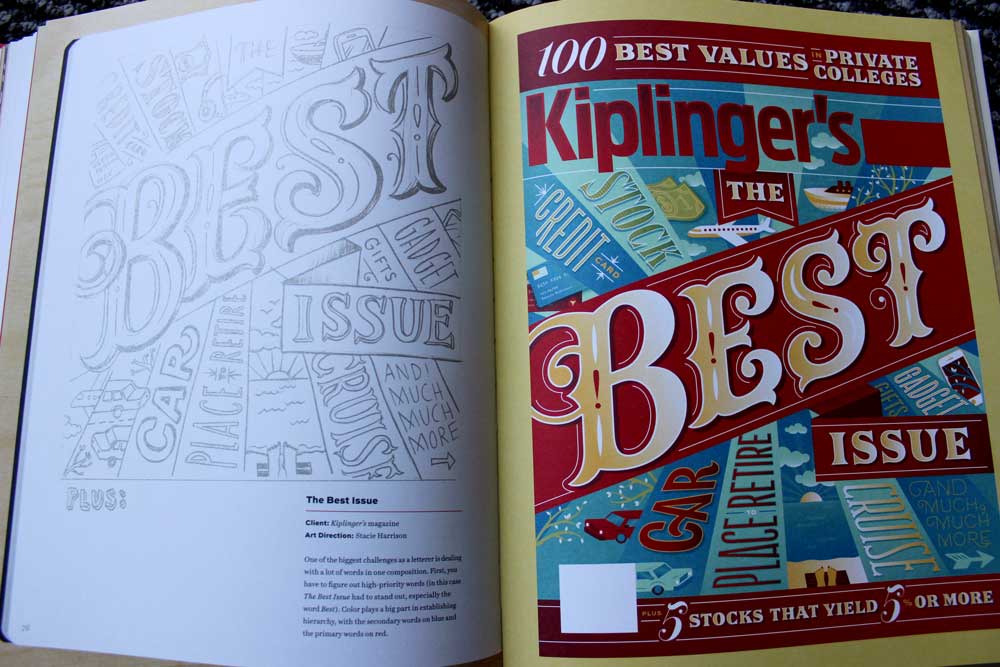 THE
STOCK
BEST
GADGET
GIFTS
ISSUE
CAR
PLACE TO RETIRE
CRUISE
AND!
MUCH
MUCH
MORE
PLUS:
The Best Issue
Client: Kiplinger's magazine
Art Direction: Stacie Harrison
One of the biggest challenges as a letterer is dealing
with a lot of words in one composition. First, you
have to figure out high-priority words (in this case
The Best Issue had to stand out, especially the
word Best). Color plays a big part in establishing
hierarchy, with the secondary words on blue and
the primary words on red.
26
100 BEST VALUES IN PRIVATE
COLLEGES
Kiplinger's
THE
STOCK
CREDIT
CARD
BEST
GADGET
GIFTS
ISSUE
CAR
PLACE TO RETIRE
CRUISE
AND
MUCH,
MUCH
MORE
PLUS 5 STOCKS THAT YIELD 5% OR MORE